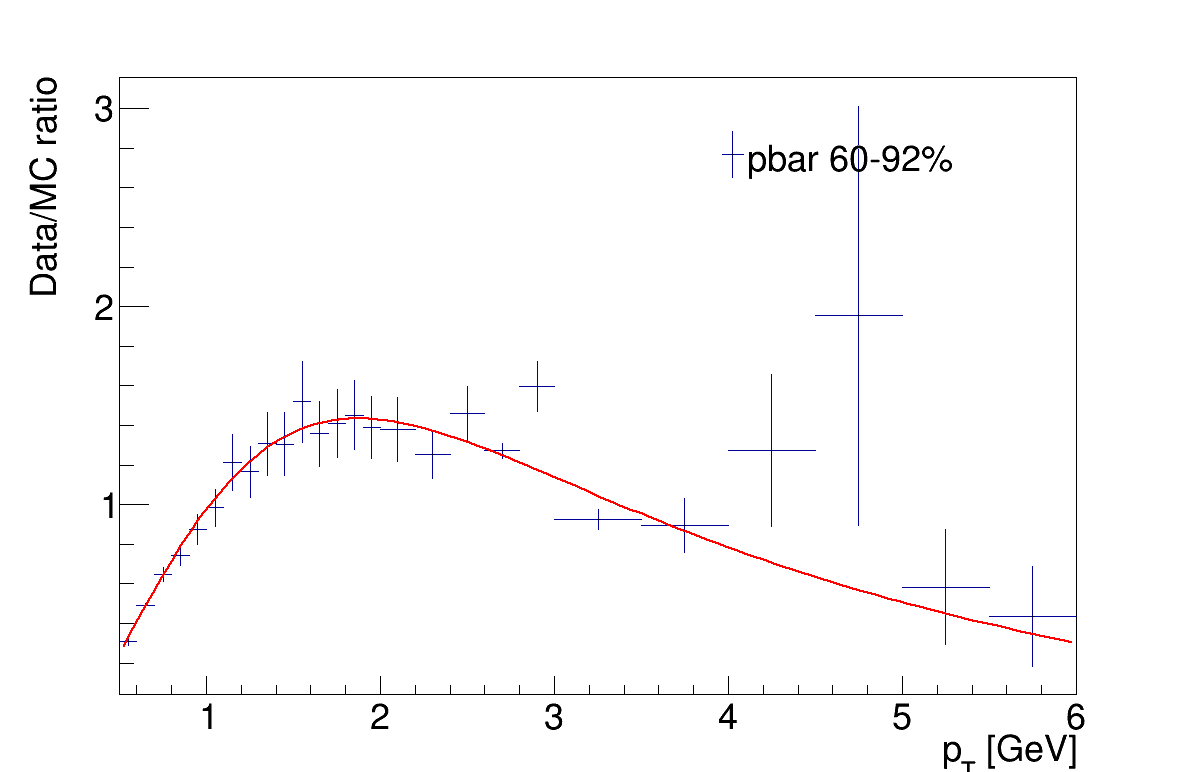 Data/MC ratio
3
2
1
pbar 60-92%
1 2 3 4 5 6
p_T [GeV]